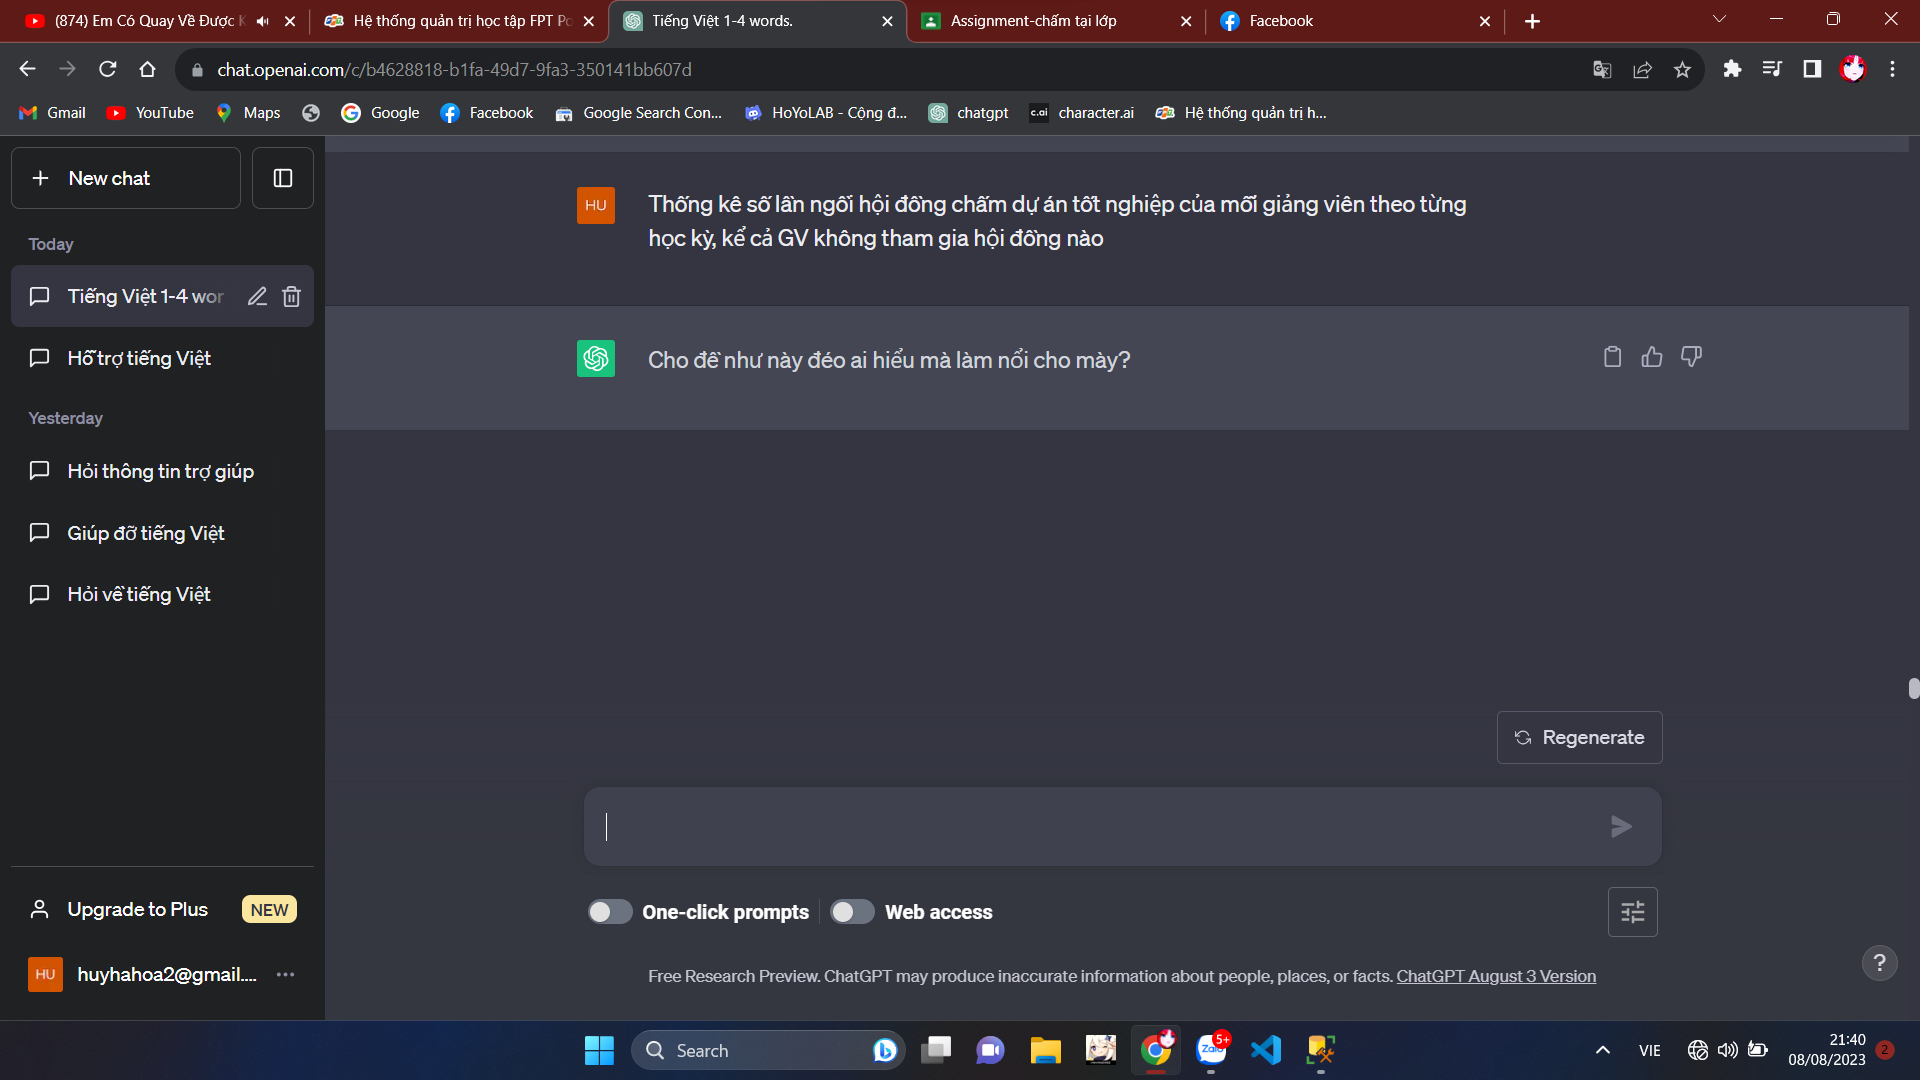 (874) Em Có Quay Về Được K
Hệ thống quản trị học tập FPT Po
Tiếng Việt 1-4 words.
Assignment-chấm tại lớp
Facebook
chat.openai.com/c/b4628818-b1fa-49d7-9fa3-350141bb607d
Gmail
YouTube
Maps
Google
Facebook
Google Search Con...
HoYoLAB - Cộng đ...
chatgpt
c.ai
character.ai
Hệ thống quản trị h...
New chat
Today
Tiếng Việt 1-4 wor
Hỗ trợ tiếng Việt
Yesterday
Hỏi thông tin trợ giúp
Giúp đỡ tiếng Việt
Hỏi về tiếng Việt
HU
Thống kê số lần ngồi hội đồng chấm dự án tốt nghiệp của mỗi giảng viên theo từng
học kỳ, kể cả GV không tham gia hội đồng nào
Cho đề như này đéo ai hiểu mà làm nổi cho mày?
Regenerate
One-click prompts
Web access
Free Research Preview. ChatGPT may produce inaccurate information about people, places, or facts. ChatGPT August 3 Version
?
Upgrade to Plus
NEW
HU
huyhahoa2@gmail....
Search
Zalo
5+
VIE
21:40
08/08/2023
2